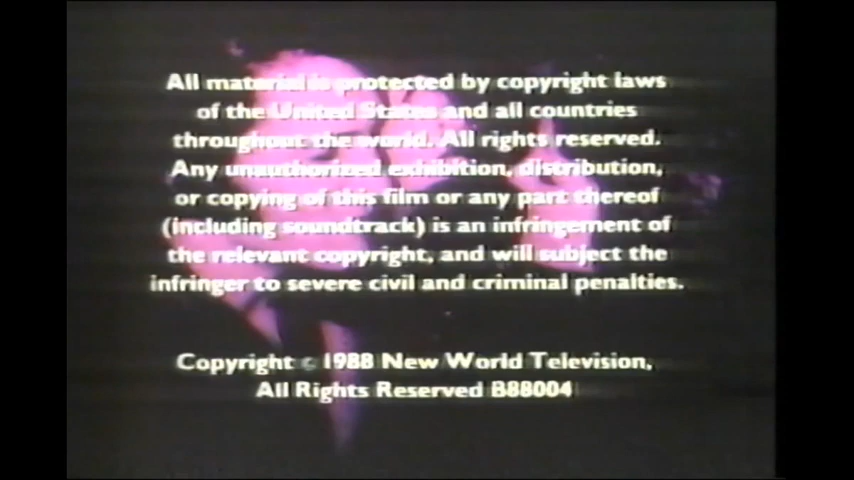 All material is protected by copyright laws
of the United States and all countries
throughout the world. All rights reserved.
Any unauthorized exhibition, distribution,
or copying of this film or any part thereof
(including soundtrack) is an infringement of
the relevant copyright, and will subject the
infringer to severe civil and criminal penalties.
Copyright © 1988 New World Television,
All Rights Reserved B88004